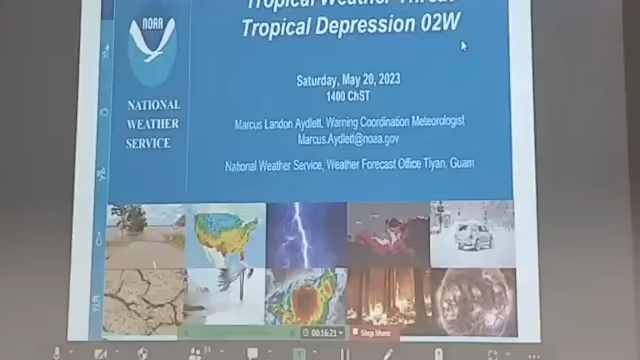 Tropical Weather Threat
Tropical Depression 02W
NOAA
NATIONAL
WEATHER
SERVICE
Saturday, May 20, 2023
1400 ChST
Marcus Landon Aydlett, Warning Coordination Meteorologist
Marcus.Aydlett@noaa.gov
National Weather Service, Weather Forecast Office Tiyan, Guam
00:16:21
Stop Share